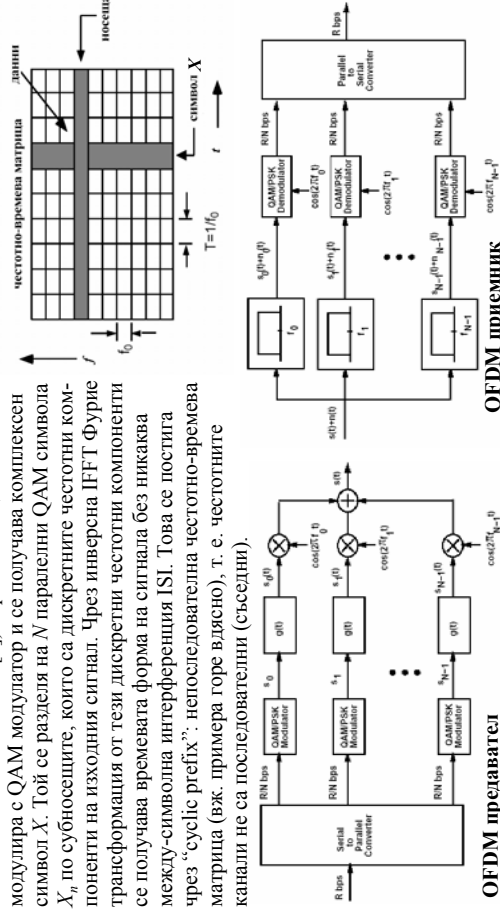 модулира с QAM модулатор и се получава комплексен
символ X. Той се разделя на N паралелни QAM символа
Xn по субносещите, които са дискретните честотни ком-
поненти на изходния сигнал. Чрез инверсна IFFT Фурие
трансформация от тези дискретни честотни компоненти
се получава времевата форма на сигнала без никаква
между-символна интерференция ISI. Това се постига
чрез “cyclic prefix”: непоследователна честотно-времева
матрица (вж. примера горе вдясно), т. е. честотните
канали не са последователни (съседни).
честотно-времева матрица
данни
носеща
символ X
f
f0
T=1/f0
t
R bps
Serial
to
Parallel
Converter
R/N bps
QAM/PSK
Modulator
s0
g(t)
s0(t)
cos(2πf0t)
R/N bps
QAM/PSK
Modulator
s1
g(t)
s1(t)
cos(2πf1t)
R/N bps
QAM/PSK
Modulator
sN−1
g(t)
sN−1(t)
cos(2πfN−1t)
s(t)
OFDM предавател
s(t)+n(t)
f0
s0(t)+n0(t)
QAM/PSK
Demodulator
cos(2πf0t)
R/N bps
f1
s1(t)+n1(t)
QAM/PSK
Demodulator
cos(2πf1t)
R/N bps
fN−1
sN−1(t)+nN−1(t)
QAM/PSK
Demodulator
cos(2πfN−1t)
R/N bps
Parallel
to
Serial
Converter
R bps
OFDM приемник